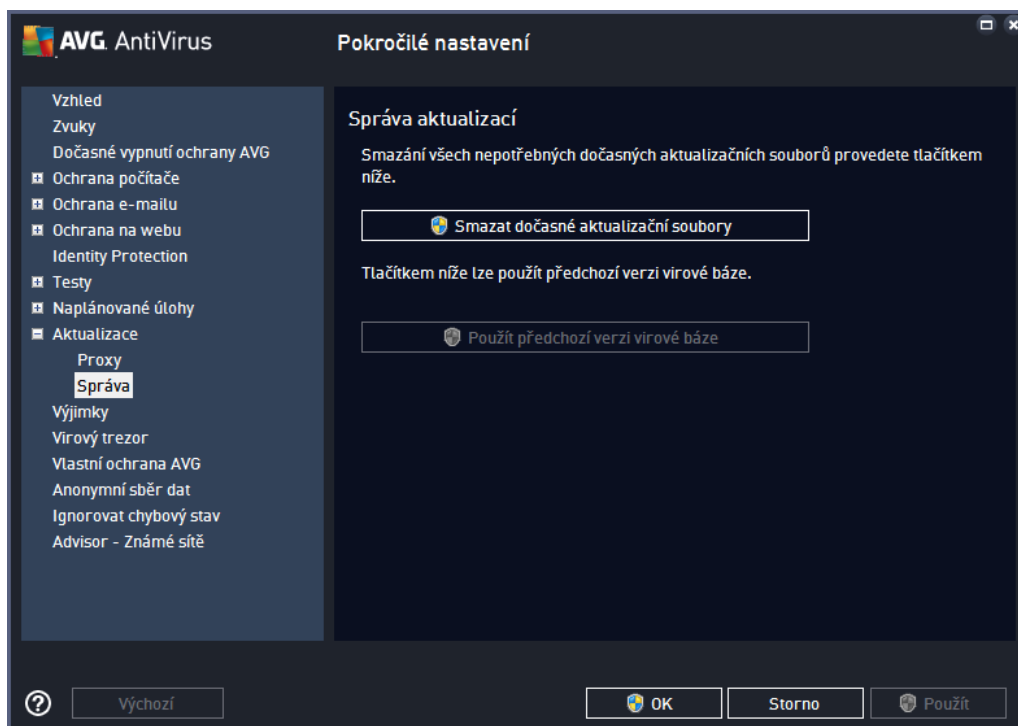 AVG. AntiVirus
Pokročilé nastavení
Vzhled
Zvuky
Dočasné vypnutí ochrany AVG
Ochrana počítače
Ochrana e-mailu
Ochrana na webu
Identity Protection
Testy
Naplánované úlohy
Aktualizace
Proxy
Správa
Výjimky
Virový trezor
Vlastní ochrana AVG
Anonymní sběr dat
Ignorovat chybový stav
Advisor - Známé sítě
Správa aktualizací
Smazání všech nepotřebných dočasných aktualizačních souborů provedete tlačítkem
níže.
Smazat dočasné aktualizační soubory
Tlačítkem níže lze použít předchozí verzi virové báze.
Použít předchozí verzi virové báze
Výchozí
OK
Storno
Použít